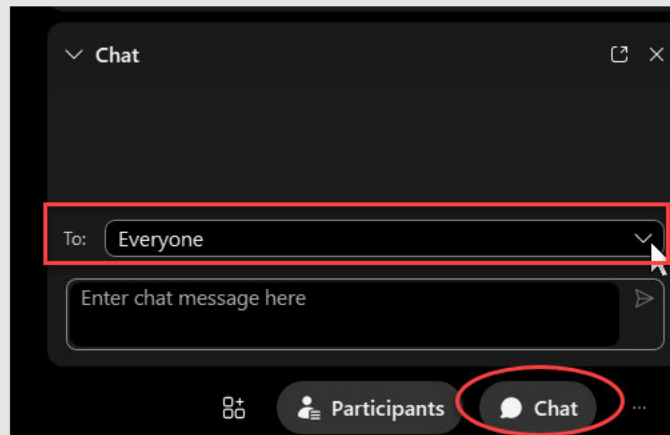 Chat
To: Everyone
Enter chat message here
Participants Chat